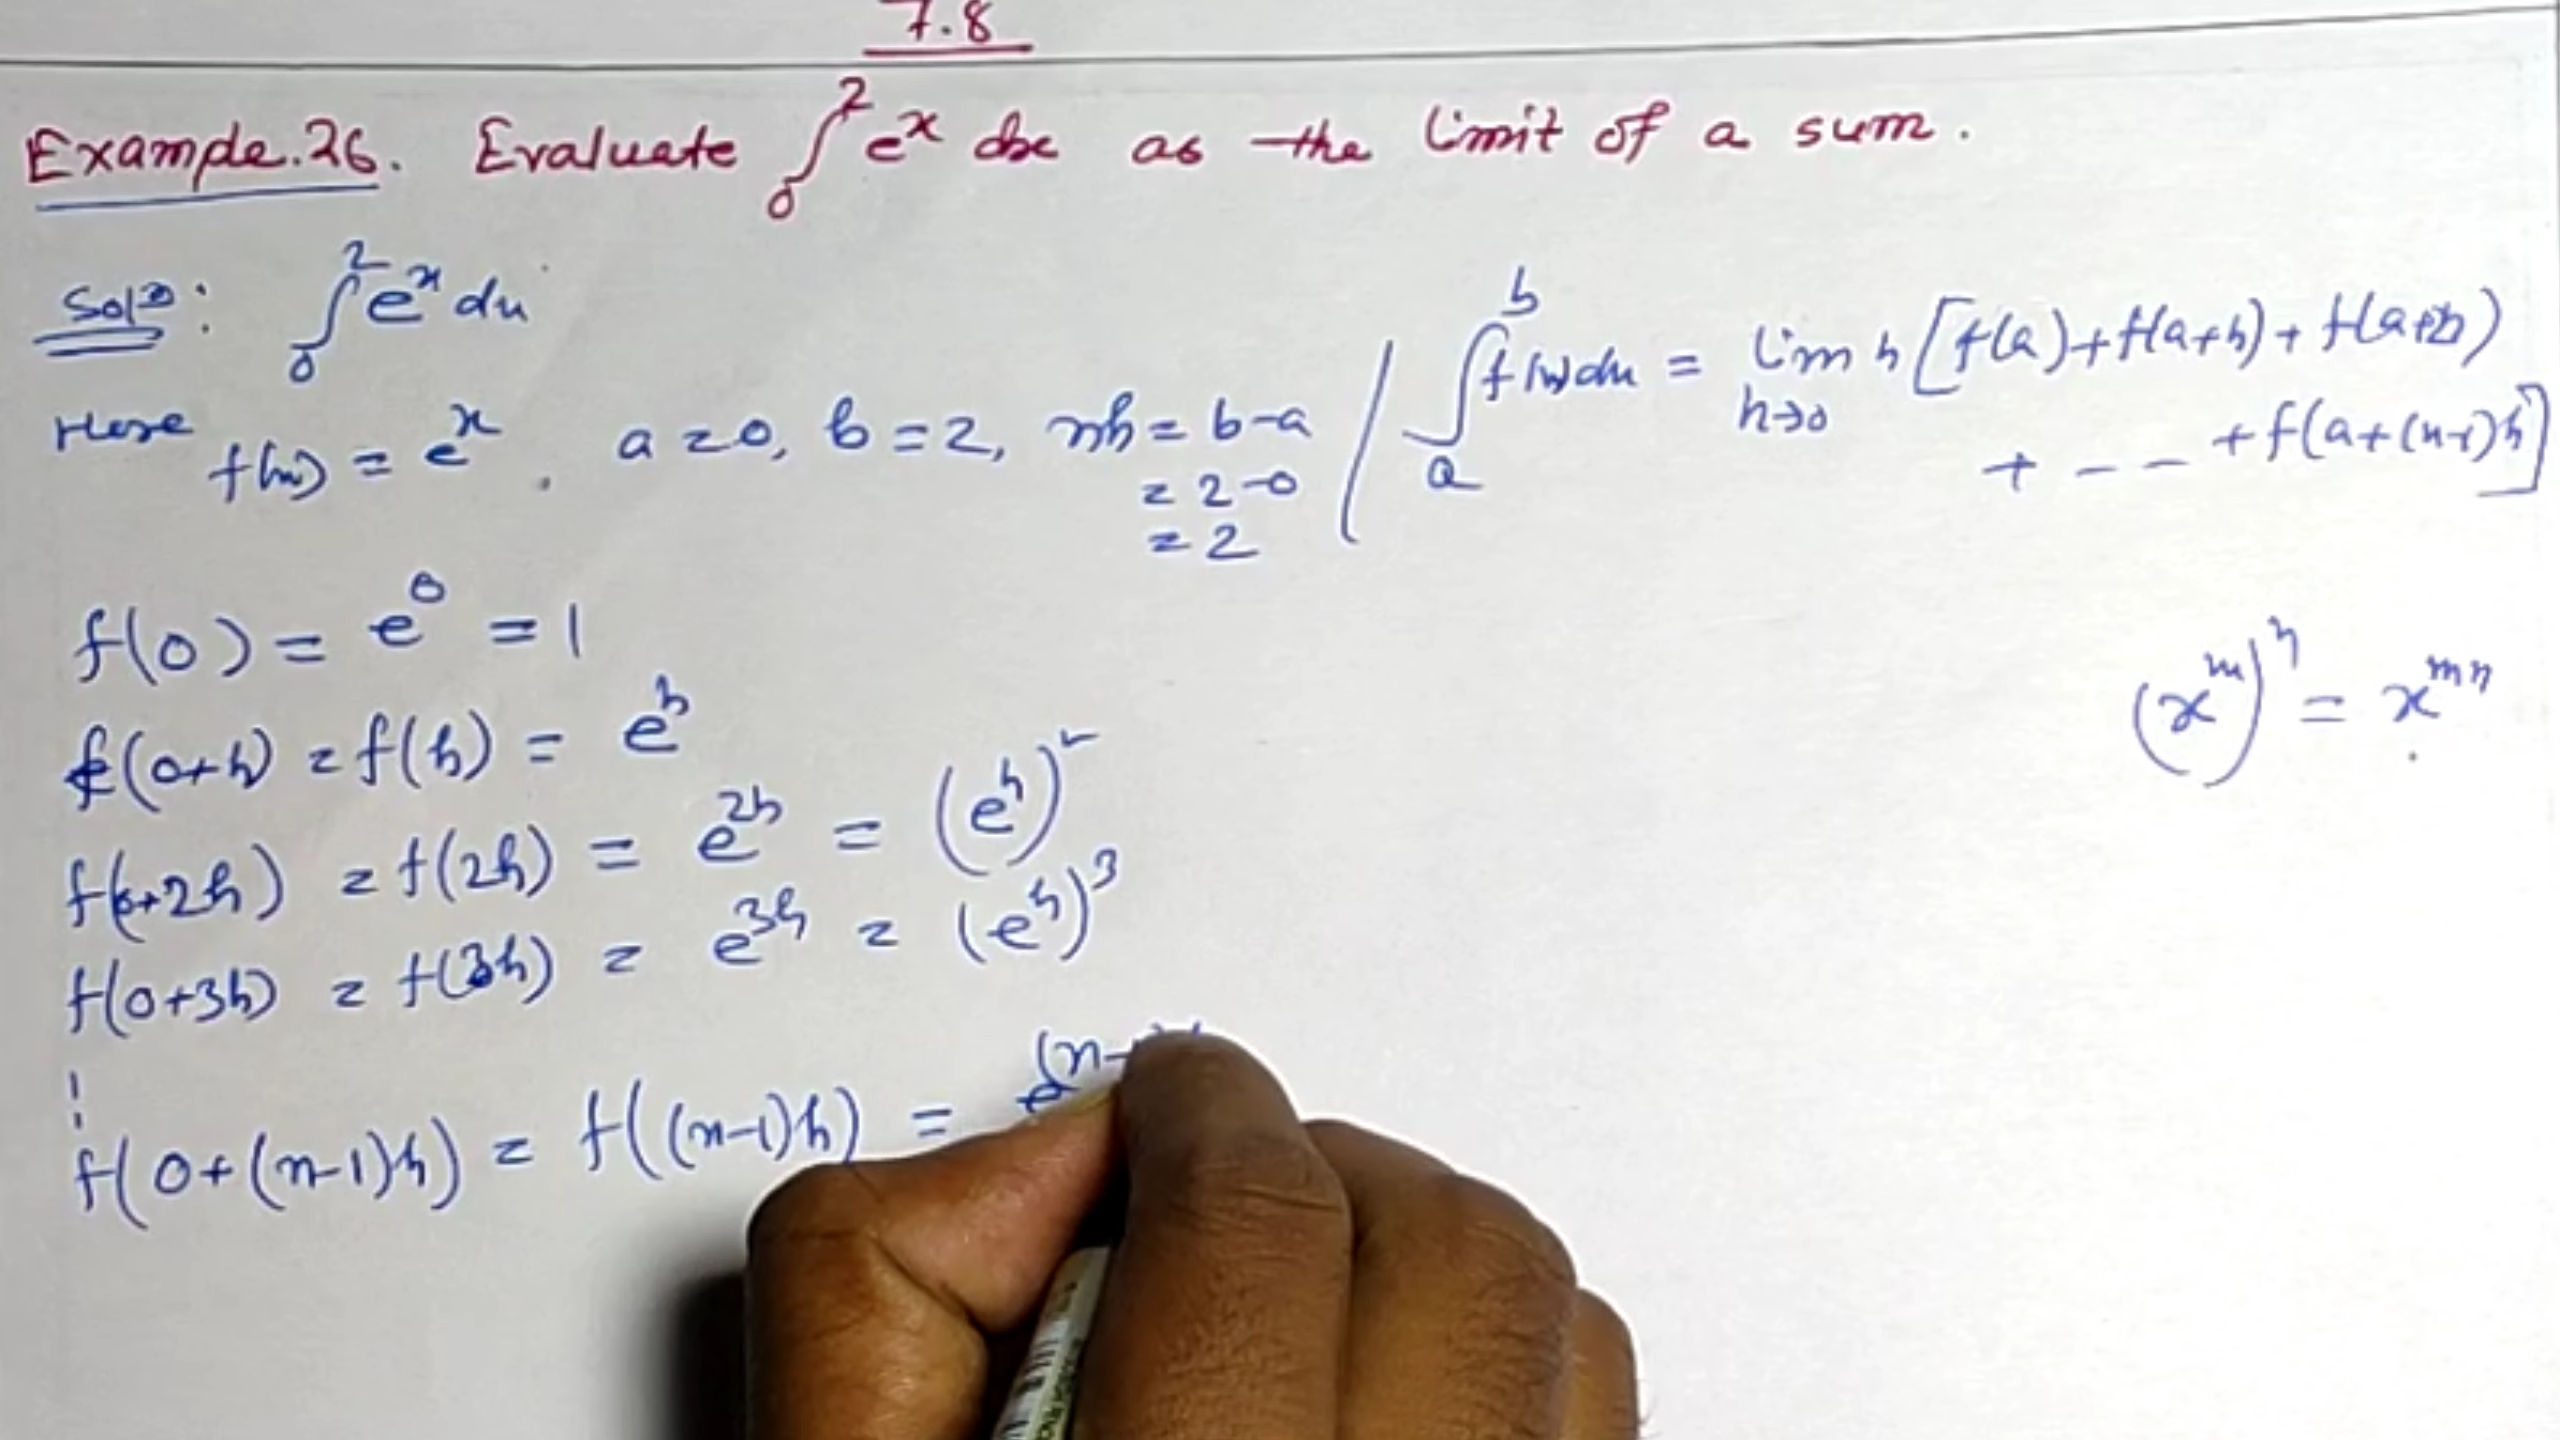 7.8
Example.26. Evaluate ∫₀² eˣ dx as the limit of a sum.
Solⁿ: ∫₀² eˣ dx
∫ₐᵇ f(x)dx = lim h→0 h [f(a)+f(a+h)+f(a+2h)
+ - - - +f(a+(n-1)h]
Here f(x) = eˣ, a=0, b=2, nh = b-a
= 2-0
= 2
f(0) = e⁰ = 1
(xᵐ)ⁿ = xᵐⁿ
f(0+h) = f(h) = eʰ
f(0+2h) = f(2h) = e²ʰ = (eʰ)²
f(0+3h) = f(3h) = e³ʰ = (eʰ)³
f(0+(n-1)h) = f((n-1)h) = e^(n-